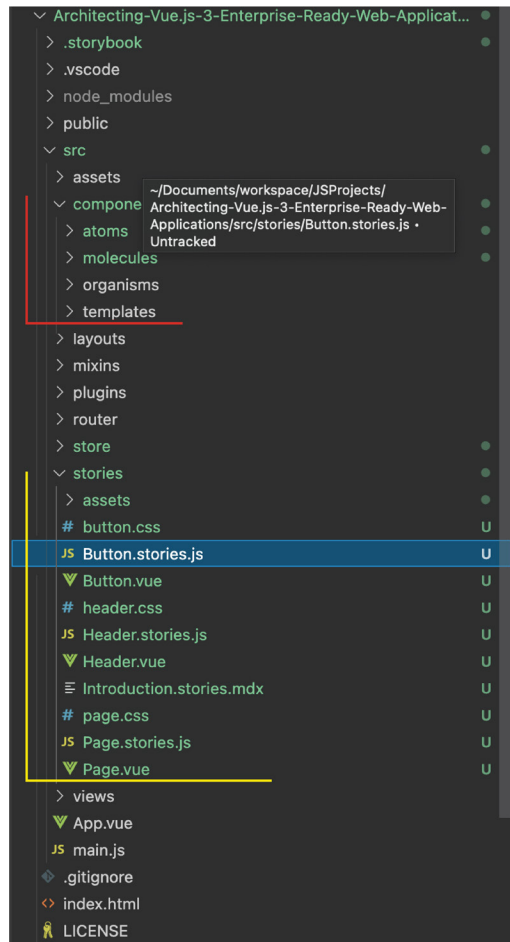 Architecting-Vue.js-3-Enterprise-Ready-Web-Applicat...
.storybook
.vscode
node_modules
public
src
assets
compone
~/Documents/workspace/JSProjects/
Architecting-Vue.js-3-Enterprise-Ready-Web-
Applications/src/stories/Button.stories.js •
Untracked
atoms
molecules
organisms
templates
layouts
mixins
plugins
router
store
stories
assets
# button.css U
JS Button.stories.js U
Button.vue U
# header.css U
JS Header.stories.js U
Header.vue U
Introduction.stories.mdx U
# page.css U
JS Page.stories.js U
Page.vue U
views
App.vue
JS main.js
.gitignore
<> index.html
LICENSE